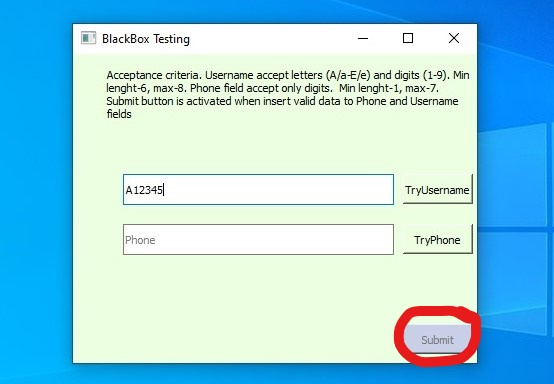 BlackBox Testing
Acceptance criteria. Username accept letters (A/a-E/e) and digits (1-9). Min
lenght-6, max-8. Phone field accept only digits.  Min lenght-1, max-7.
Submit button is activated when insert valid data to Phone and Username
fields
A12345
TryUsername
Phone
TryPhone
Submit